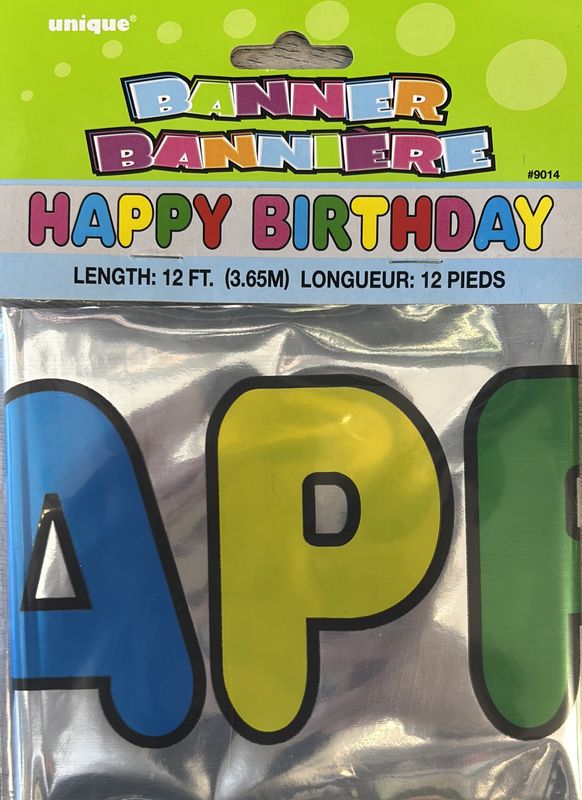 unique®
BANNER
BANNIÈRE
#9014
HAPPY BIRTHDAY
LENGTH: 12 FT. (3.65M) LONGUEUR: 12 PIEDS
APP